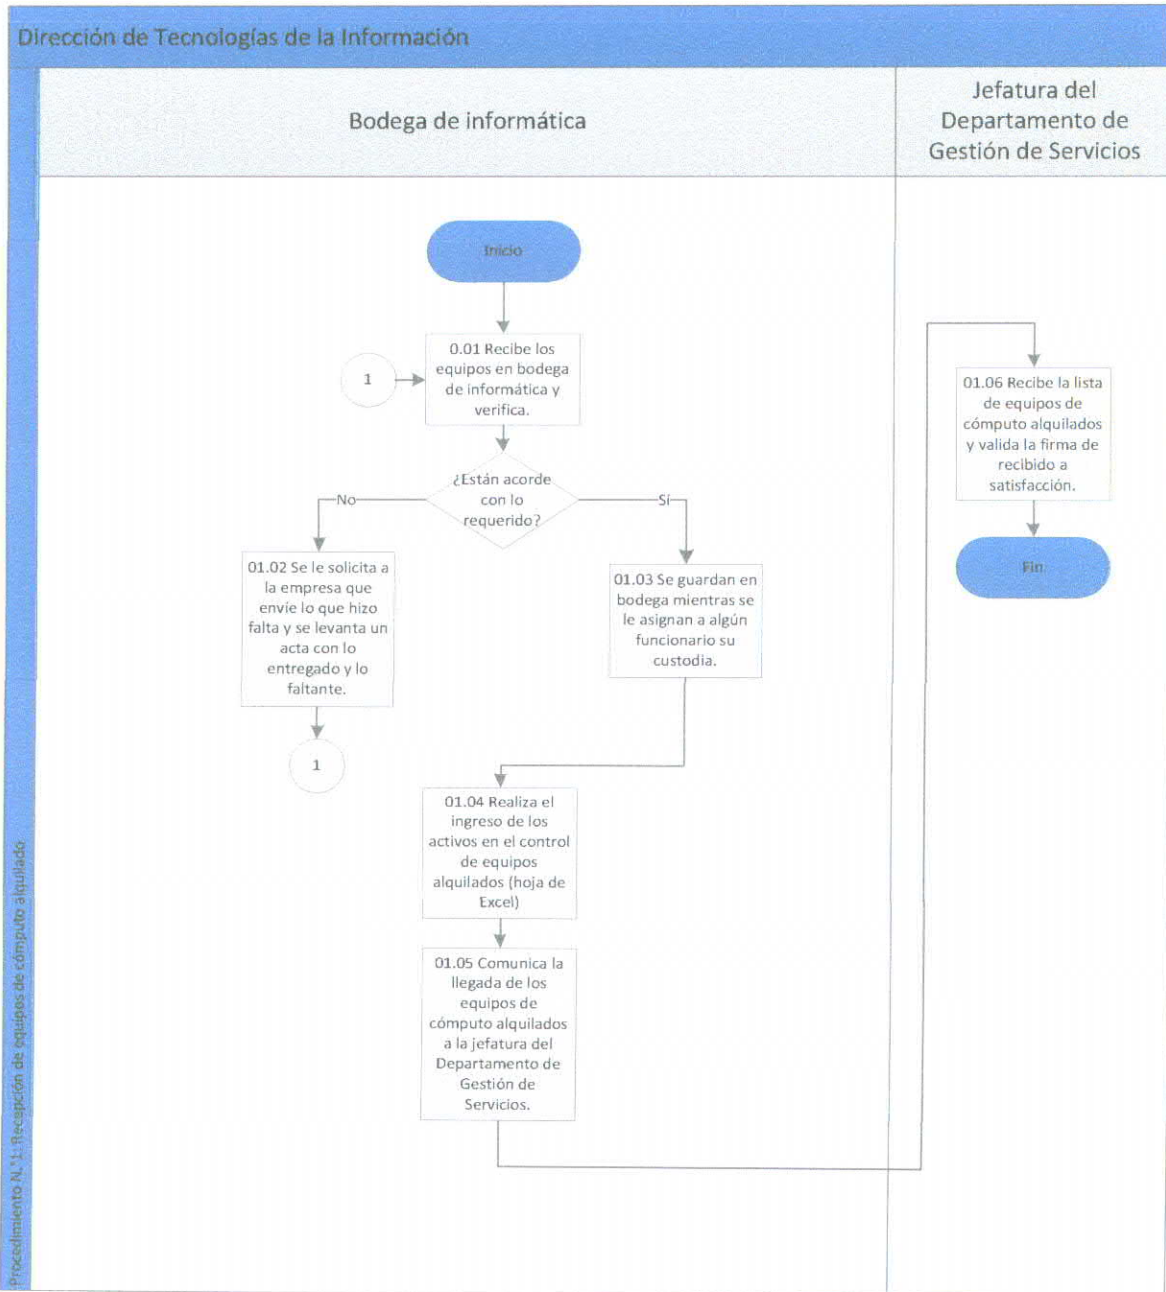 Dirección de Tecnologías de la Información
Bodega de informática
Jefatura del
Departamento de
Gestión de Servicios
Inicio
1
0.01 Recibe los
equipos en bodega
de informática y
verifica.
¿Están acorde
con lo
requerido?
No
Sí
01.02 Se le solicita a
la empresa que
envíe lo que hizo
falta y se levanta un
acta con lo
entregado y lo
faltante.
1
01.03 Se guardan en
bodega mientras se
le asignan a algún
funcionario su
custodia.
01.04 Realiza el
ingreso de los
activos en el control
de equipos
alquilados (hoja de
Excel)
01.05 Comunica la
llegada de los
equipos de
cómputo alquilados
a la jefatura del
Departamento de
Gestión de
Servicios.
01.06 Recibe la lista
de equipos de
cómputo alquilados
y valida la firma de
recibido a
satisfacción.
Fin
Procedimiento N.°1: Recepción de equipos de cómputo alquilado